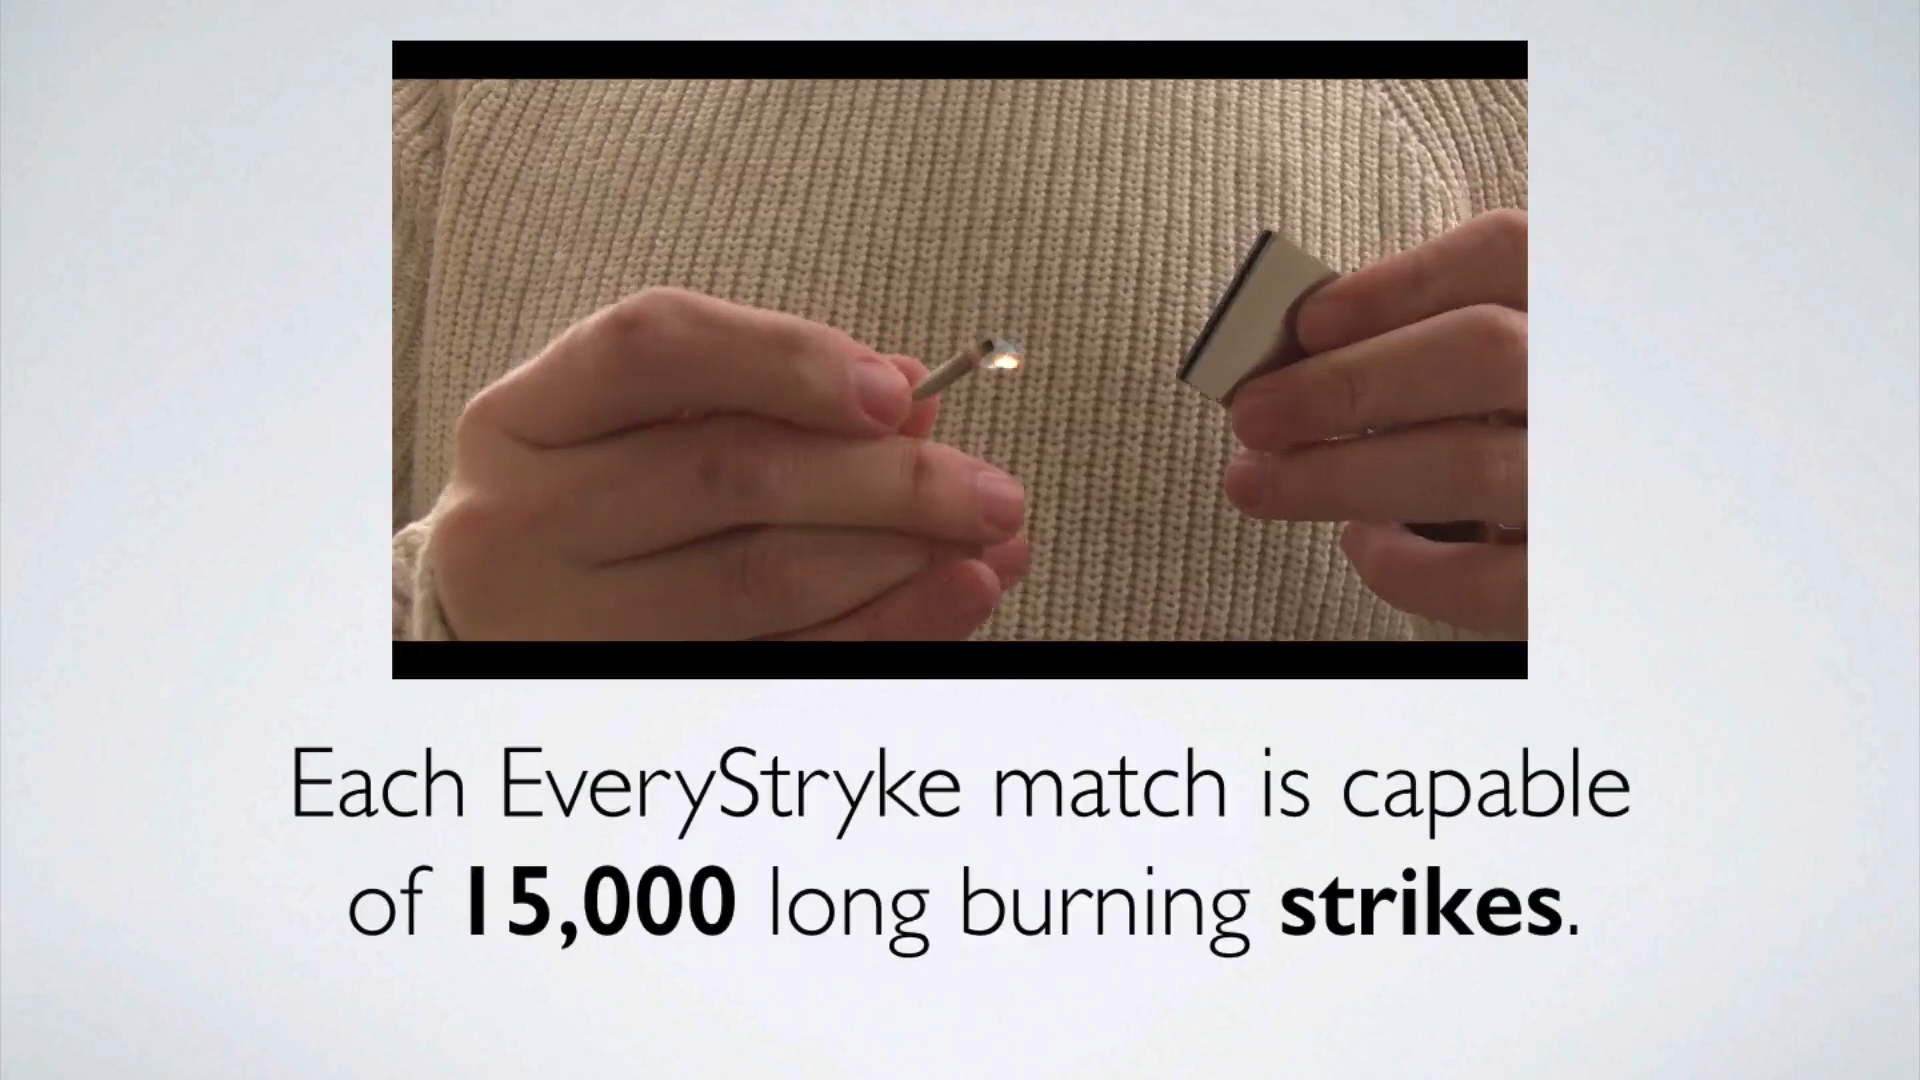 Each EveryStryke match is capable
of 15,000 long burning strikes.